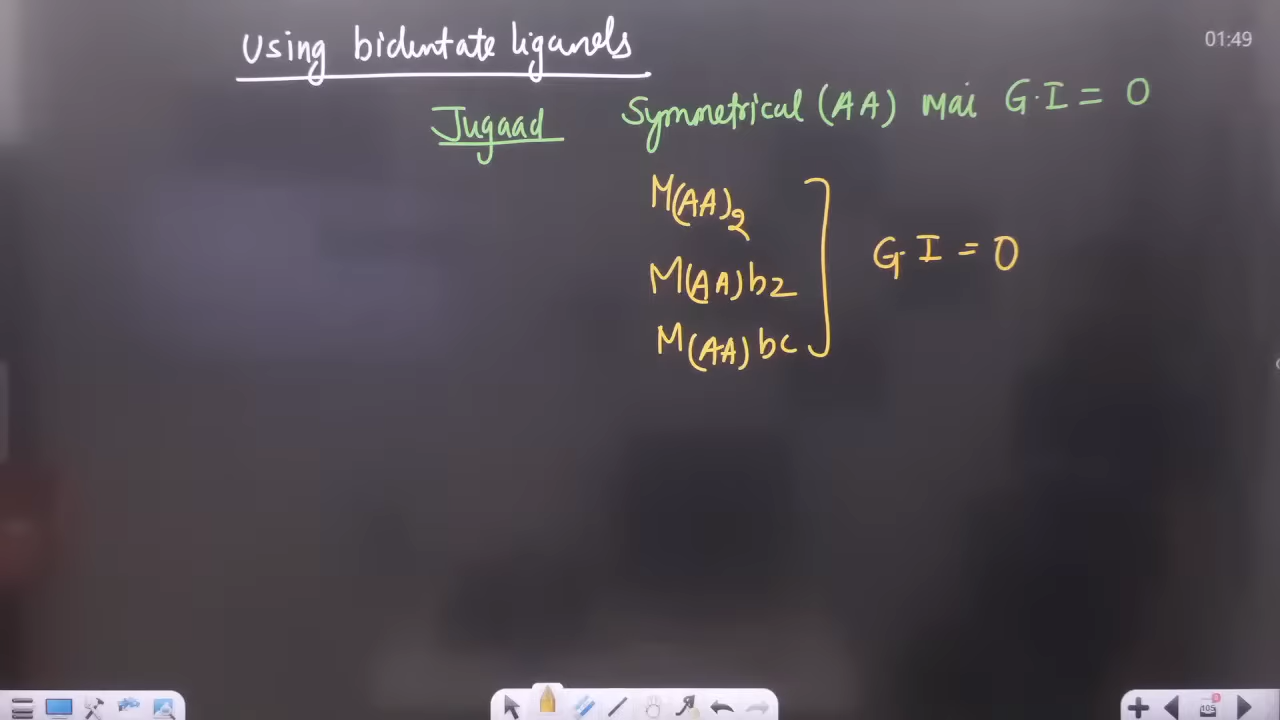 Using bidentate ligands
01:49
Jugaad Symmetrical (AA) Mai G.I = 0
M(AA)2
M(AA)b2
M(AA)bc
G.I = 0